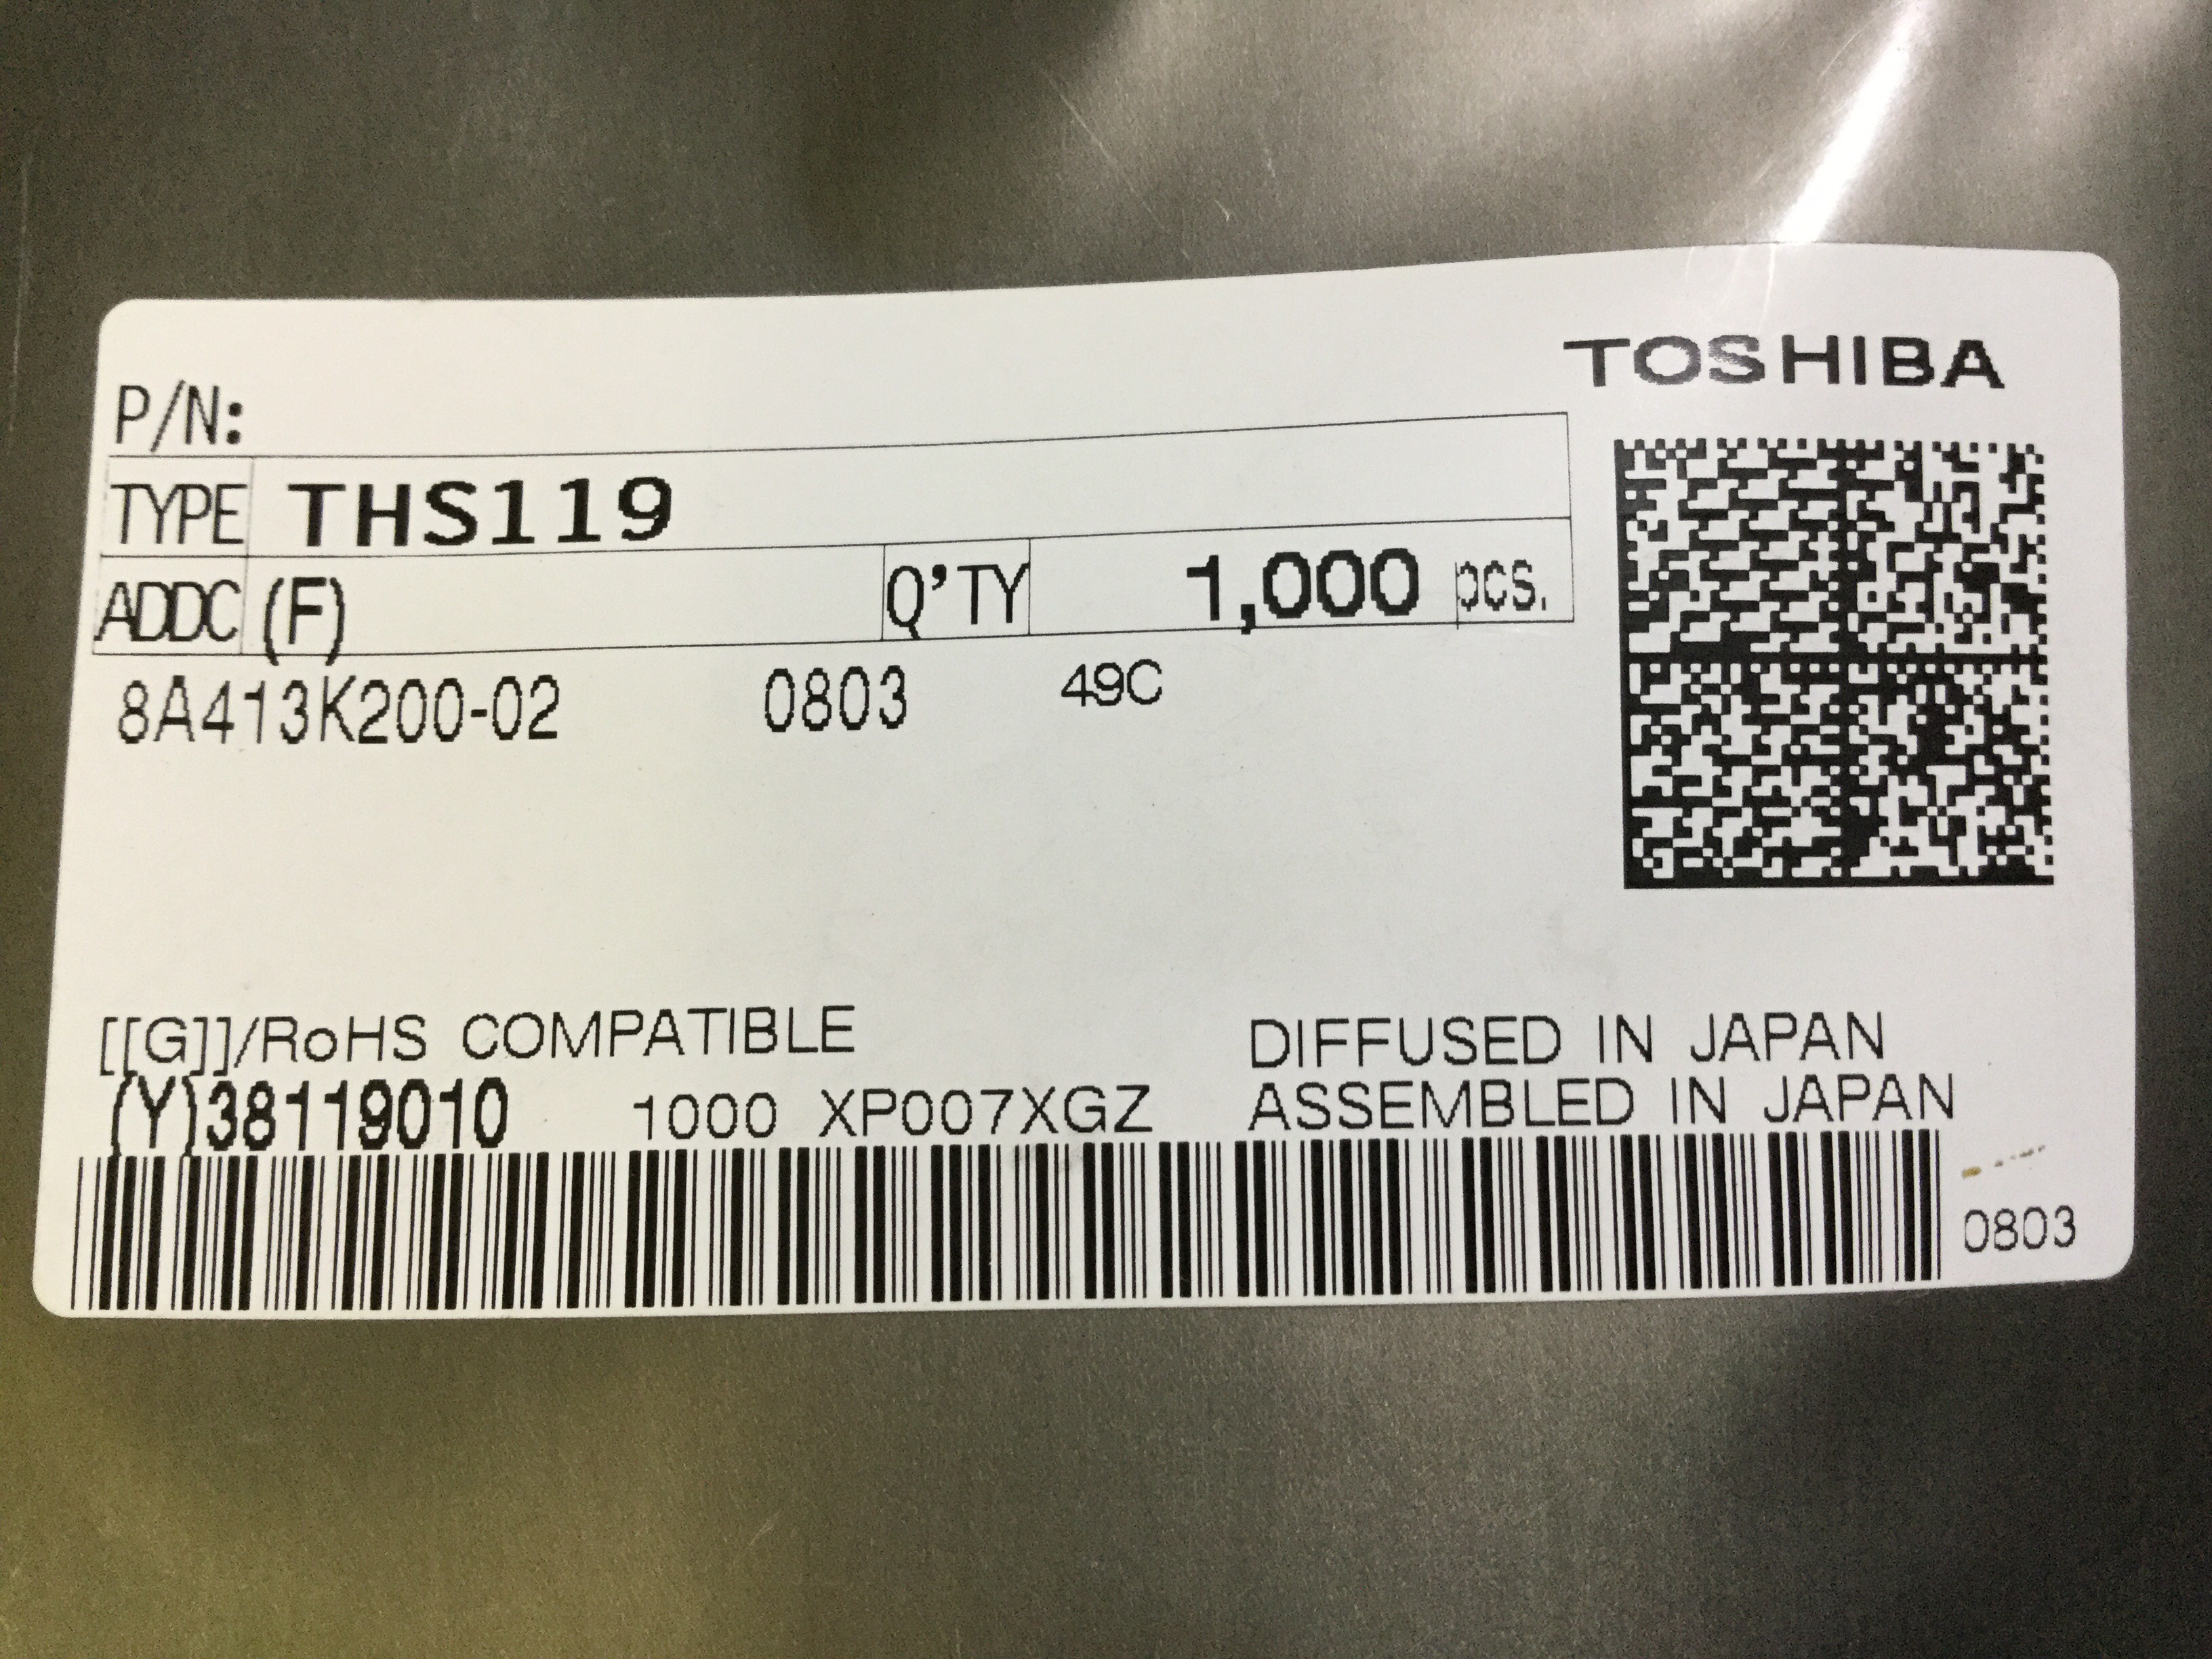 TOSHIBA
P/N:
TYPE THS119
ADDC (F) Q'TY 1,000 pcs.
8A413K200-02 0803 49C
[[G]]/RoHS COMPATIBLE DIFFUSED IN JAPAN
(Y)38119010 1000 XP007XGZ ASSEMBLED IN JAPAN
0803